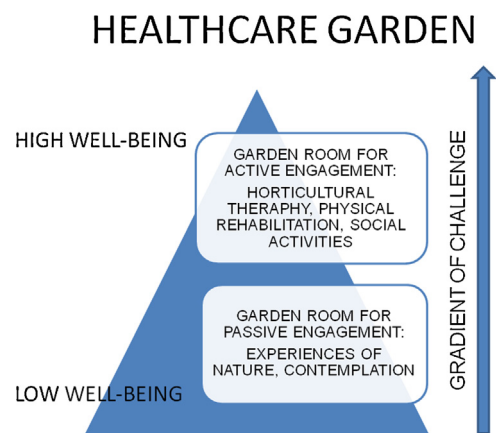 HEALTHCARE GARDEN
HIGH WELL-BEING
GARDEN ROOM FOR
ACTIVE ENGAGEMENT:
HORTICULTURAL
THERAPHY, PHYSICAL
REHABILITATION, SOCIAL
ACTIVITIES
GARDEN ROOM FOR
PASSIVE ENGAGEMENT:
EXPERIENCES OF
NATURE, CONTEMPLATION
LOW WELL-BEING
GRADIENT OF CHALLENGE